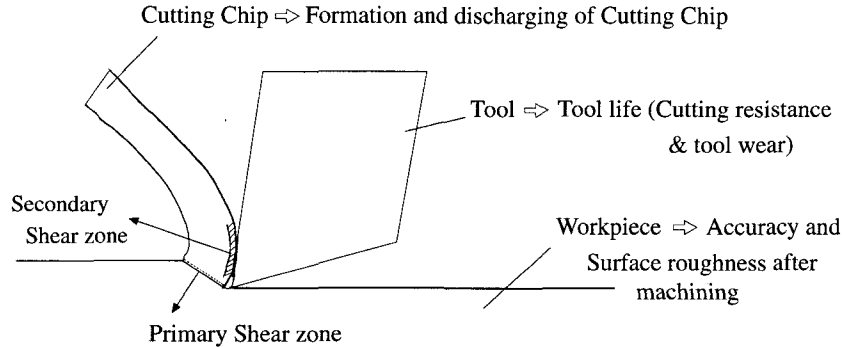 Cutting Chip ⇨ Formation and discharging of Cutting Chip
Tool ⇨ Tool life (Cutting resistance
& tool wear)
Secondary
Shear zone
Workpiece ⇨ Accuracy and
Surface roughness after
machining
Primary Shear zone